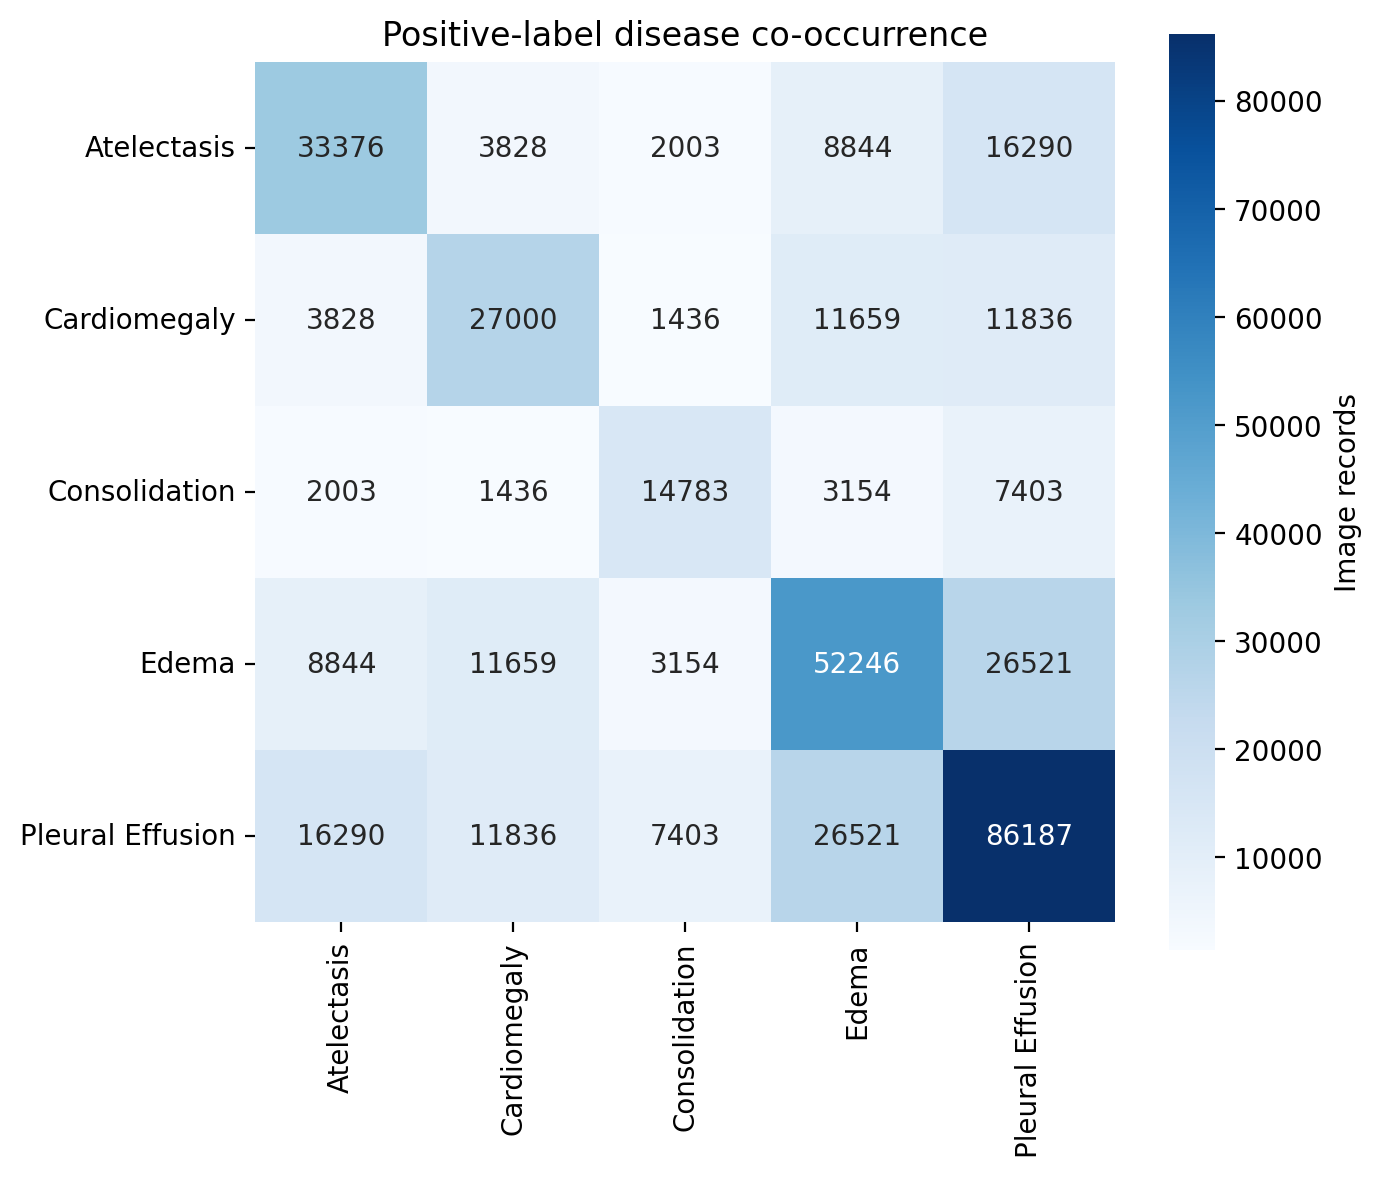 Positive-label disease co-occurrence
Atelectasis 33376 3828 2003 8844 16290
Cardiomegaly 3828 27000 1436 11659 11836
Consolidation 2003 1436 14783 3154 7403
Edema 8844 11659 3154 52246 26521
Pleural Effusion 16290 11836 7403 26521 86187
Atelectasis
Cardiomegaly
Consolidation
Edema
Pleural Effusion
80000
70000
60000
50000
40000
30000
20000
10000
Image records